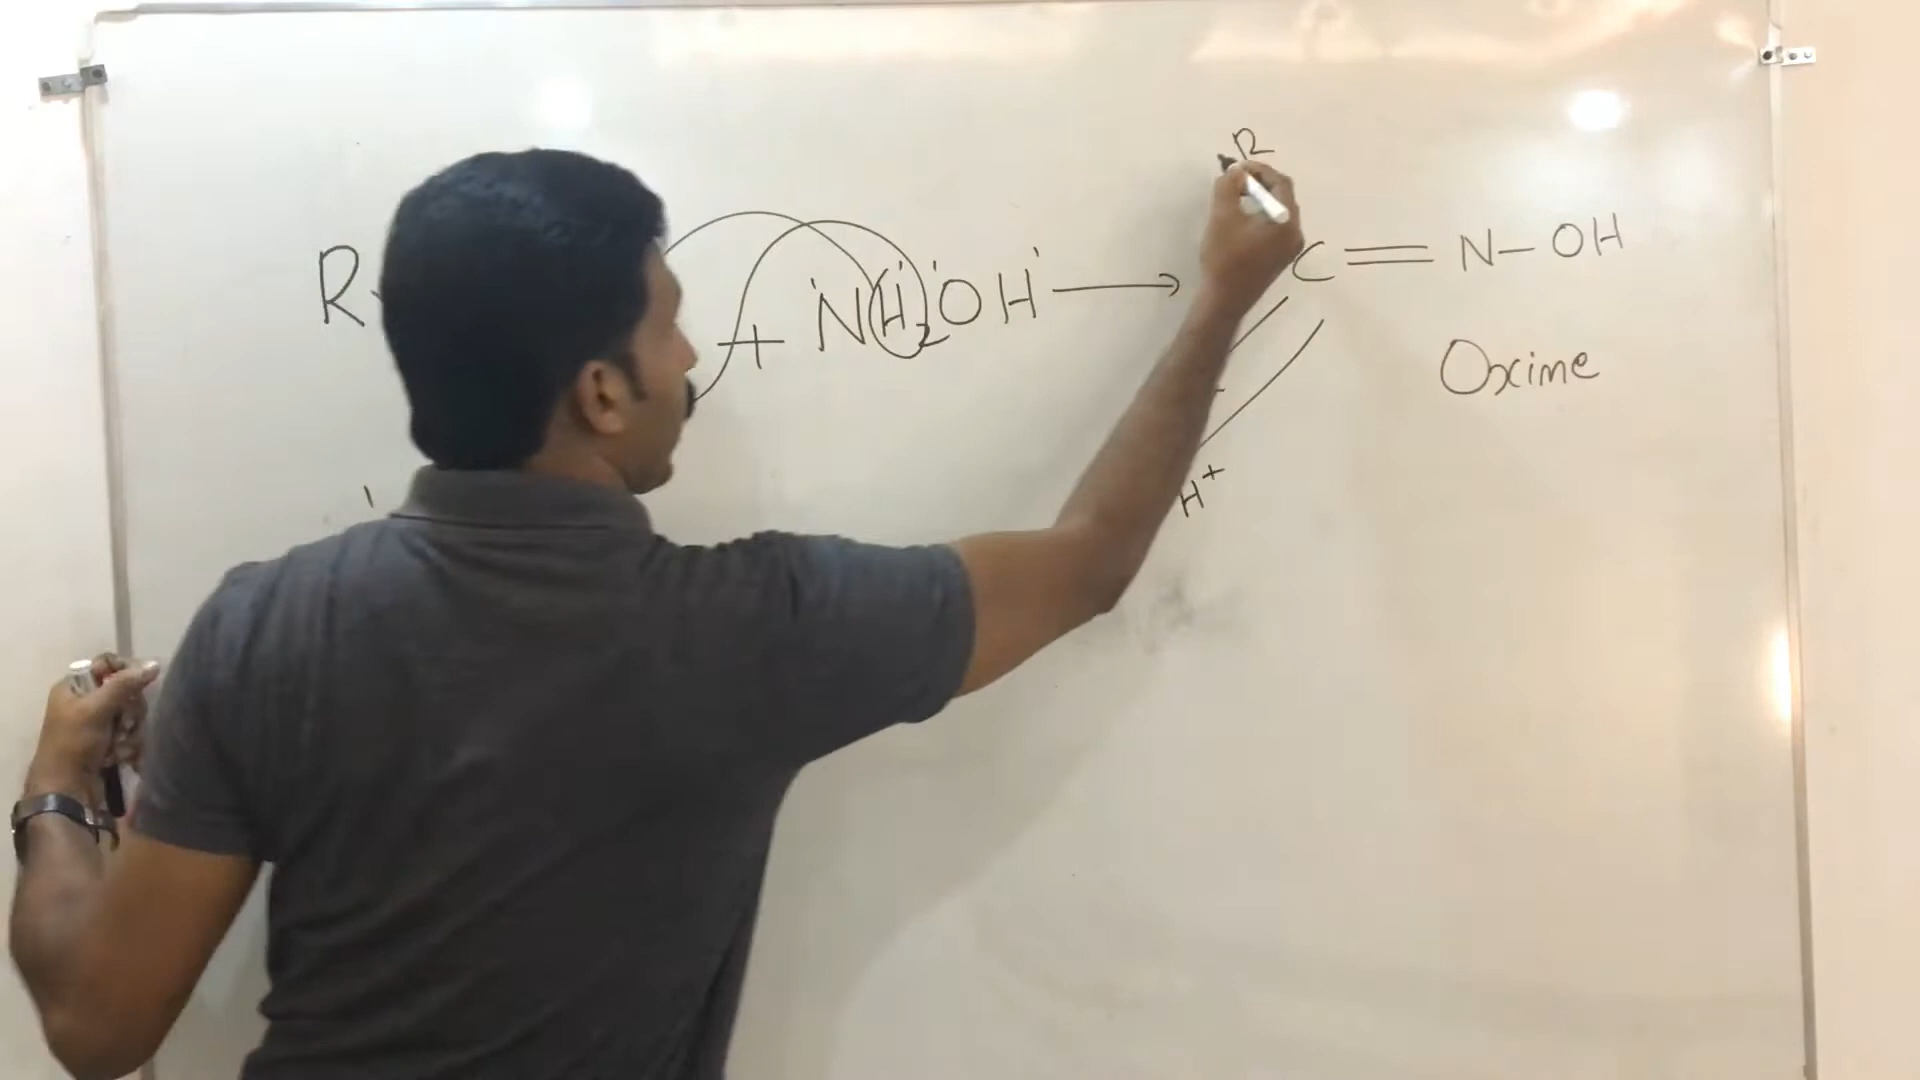 R
R + NH2OH → C = N - OH
Oxime
H+